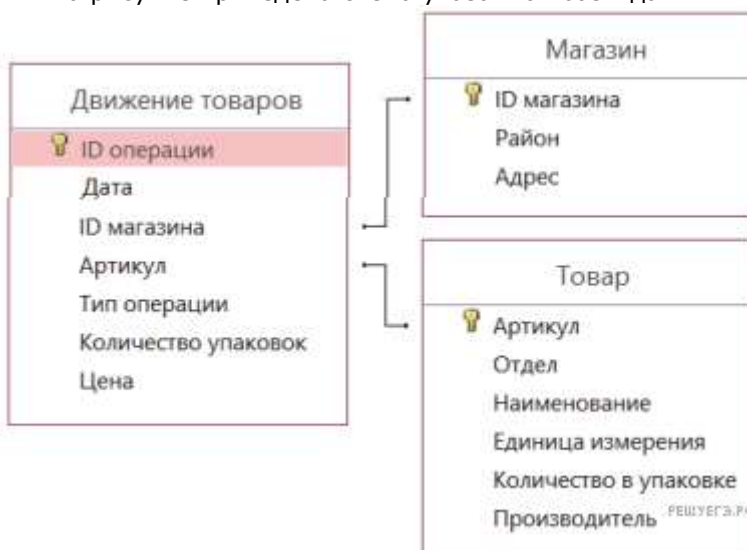 Движение товаров
ID операции
Дата
ID магазина
Артикул
Тип операции
Количество упаковок
Цена
Магазин
ID магазина
Район
Адрес
Товар
Артикул
Отдел
Наименование
Единица измерения
Количество в упаковке
Производитель